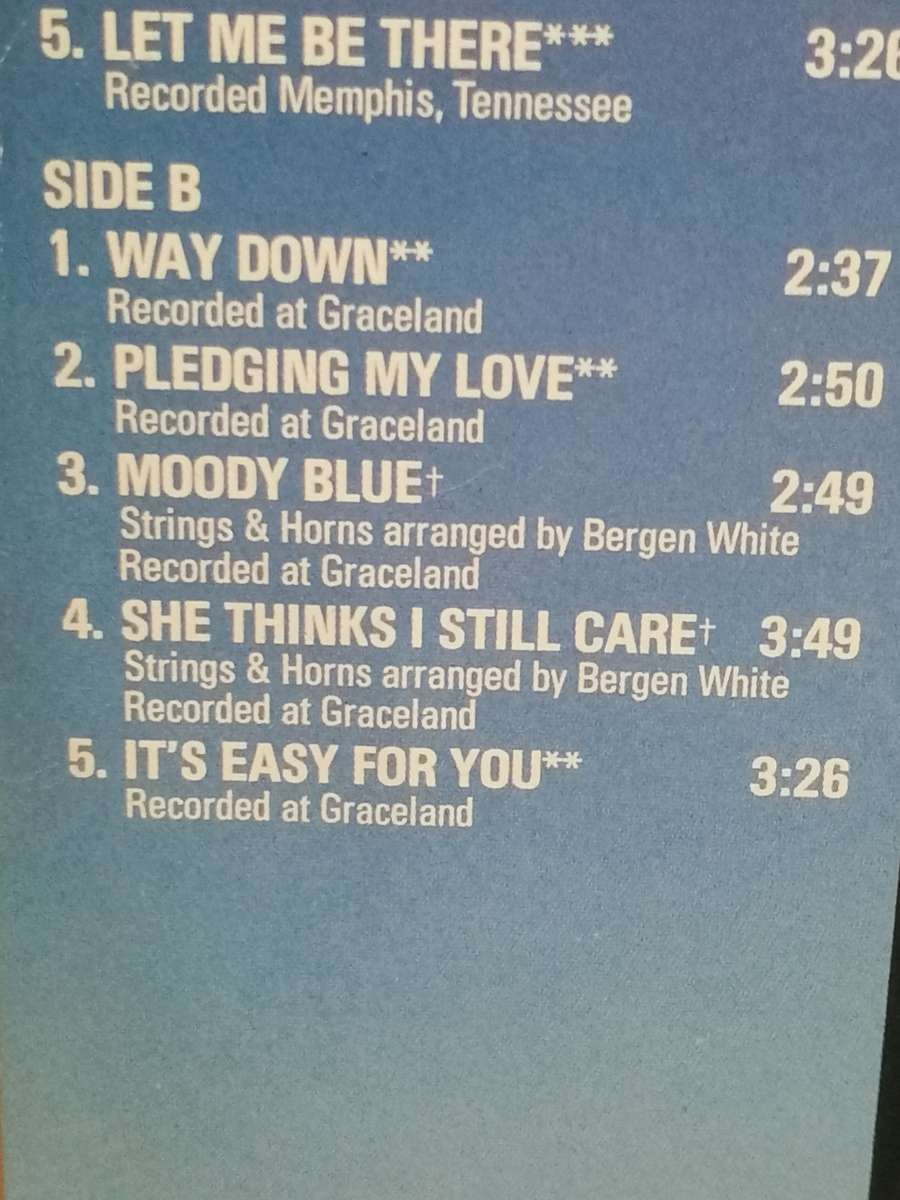 5. LET ME BE THERE*** 3:26
Recorded Memphis, Tennessee
SIDE B
1. WAY DOWN** 2:37
Recorded at Graceland
2. PLEDGING MY LOVE** 2:50
Recorded at Graceland
3. MOODY BLUE† 2:49
Strings & Horns arranged by Bergen White
Recorded at Graceland
4. SHE THINKS I STILL CARE† 3:49
Strings & Horns arranged by Bergen White
Recorded at Graceland
5. IT'S EASY FOR YOU** 3:26
Recorded at Graceland